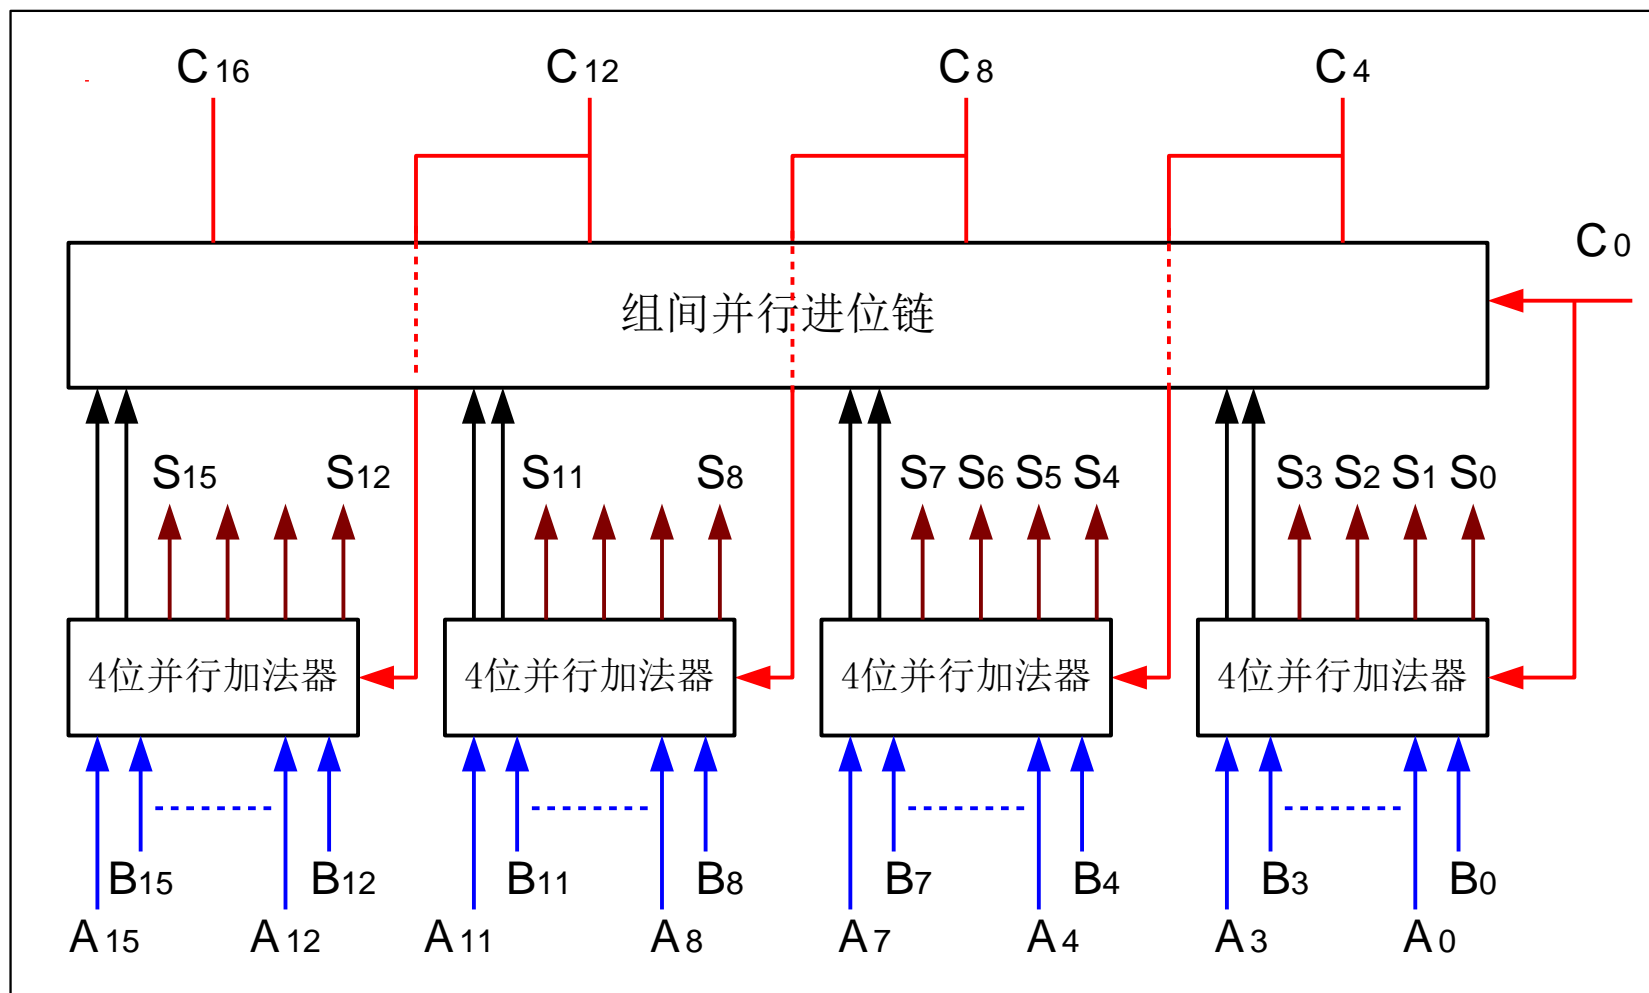 C16 C12 C8 C4
C0
组间并行进位链
S15 S12 S11 S8 S7 S6 S5 S4 S3 S2 S1 S0
4位并行加法器 4位并行加法器 4位并行加法器 4位并行加法器
B15 B12 B11 B8 B7 B4 B3 B0
A15 A12 A11 A8 A7 A4 A3 A0